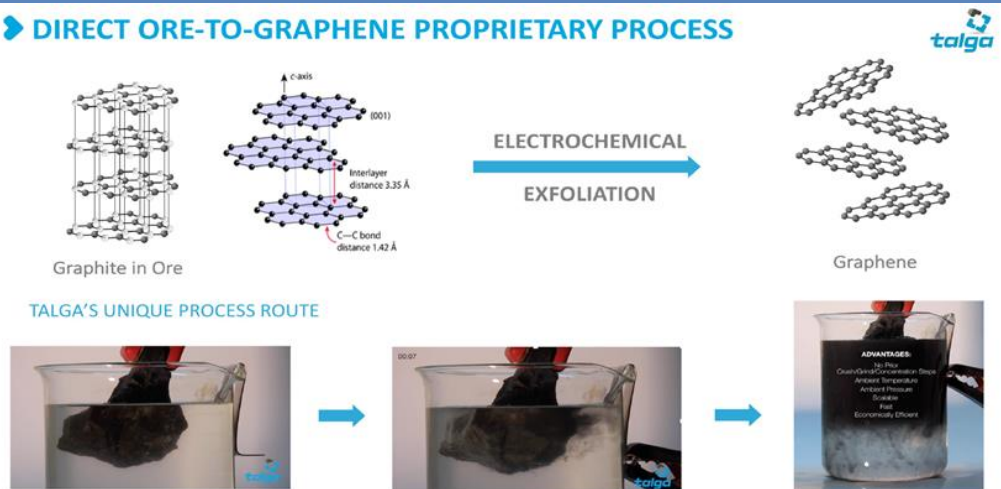 DIRECT ORE-TO-GRAPHENE PROPRIETARY PROCESS
talga
c-axis
(001)
Interlayer
distance 3.35 Å
C—C bond
distance 1.42 Å
Graphite in Ore
ELECTROCHEMICAL
EXFOLIATION
Graphene
TALGA'S UNIQUE PROCESS ROUTE
talga
00:07
talga
ADVANTAGES:
No Prior
Crush/Grind/Concentration Steps
Ambient Temperature
Ambient Pressure
Scalable
Fast
Economically Efficient